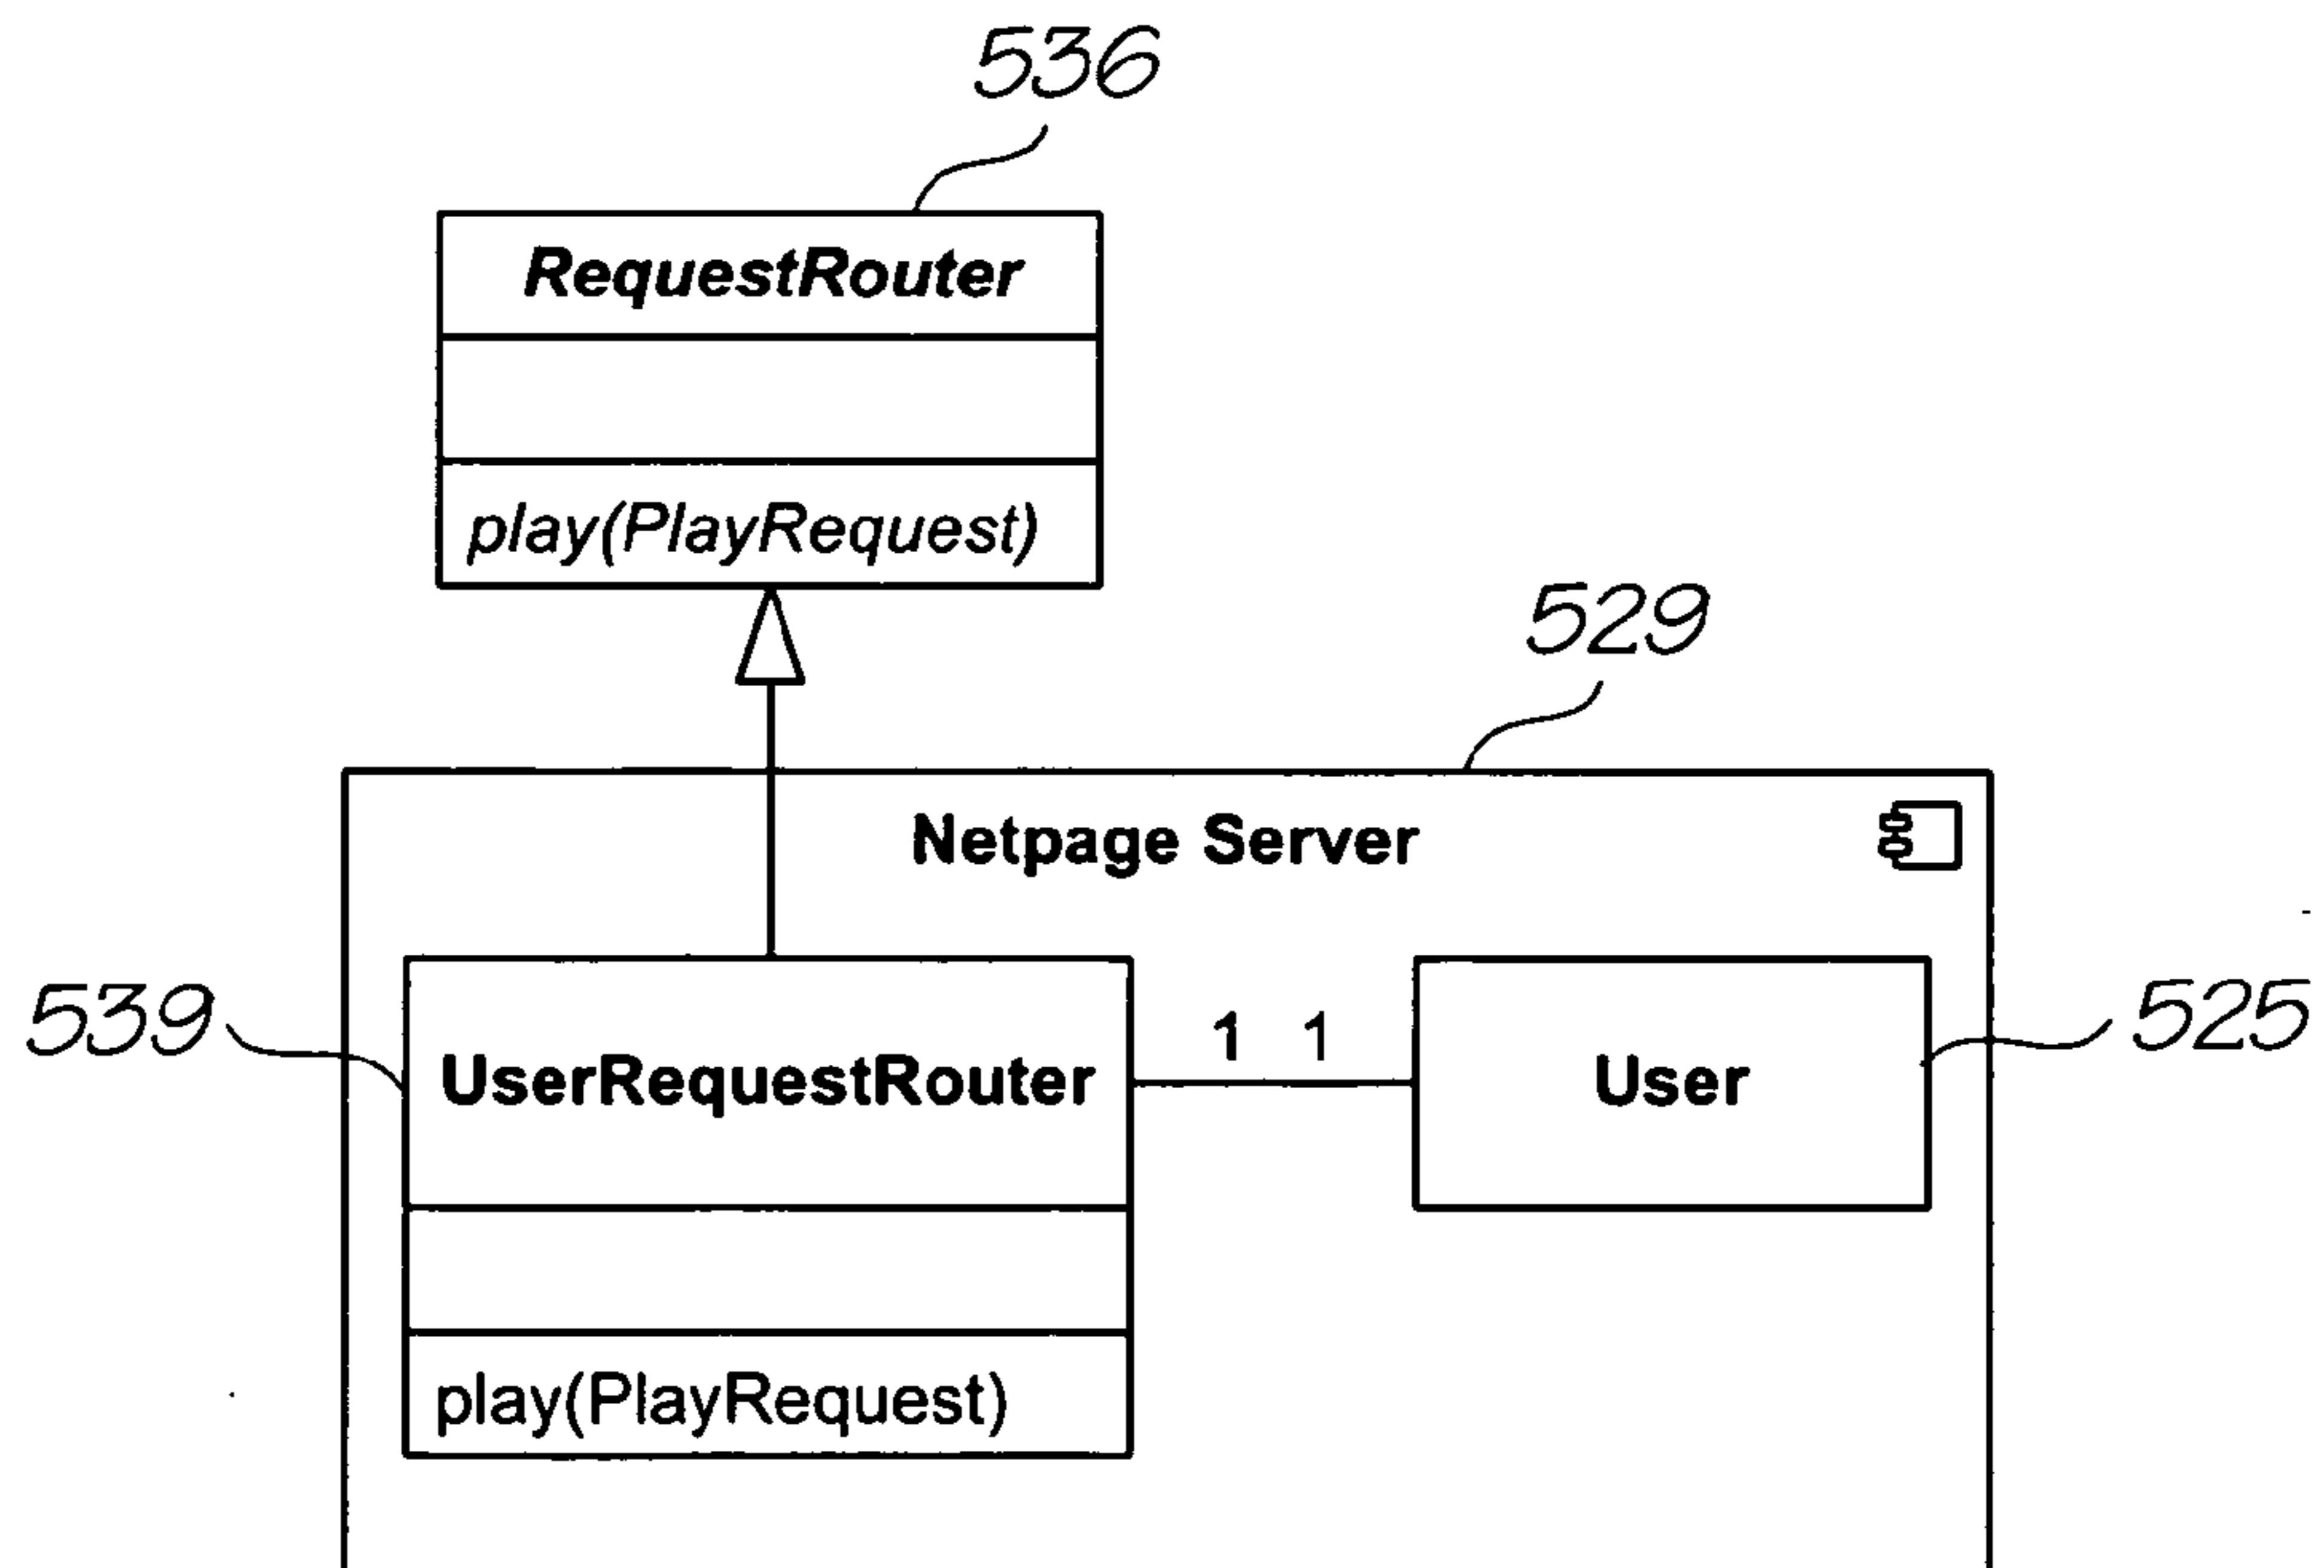 536
RequestRouter
play(PlayRequest)
529
Netpage Server
539
UserRequestRouter
1 1
User
525
play(PlayRequest)